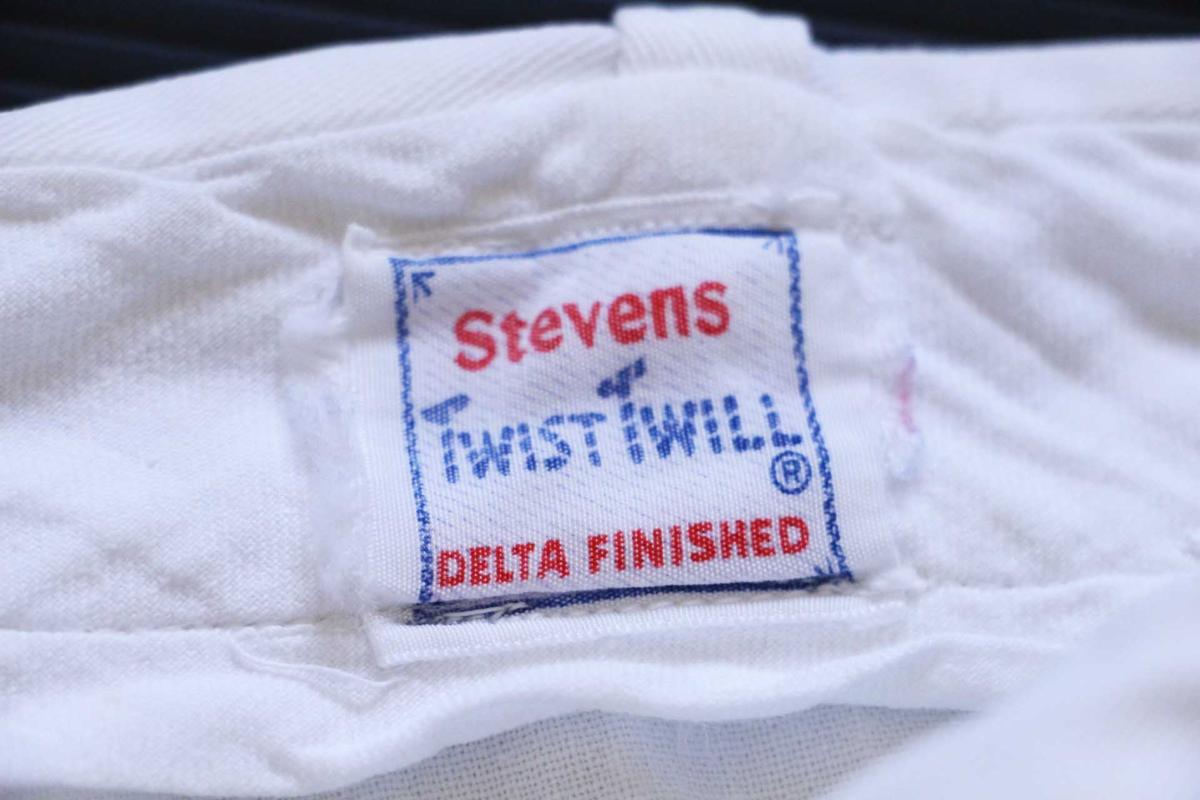 Stevens
TWIST TWILL
®
DELTA FINISHED